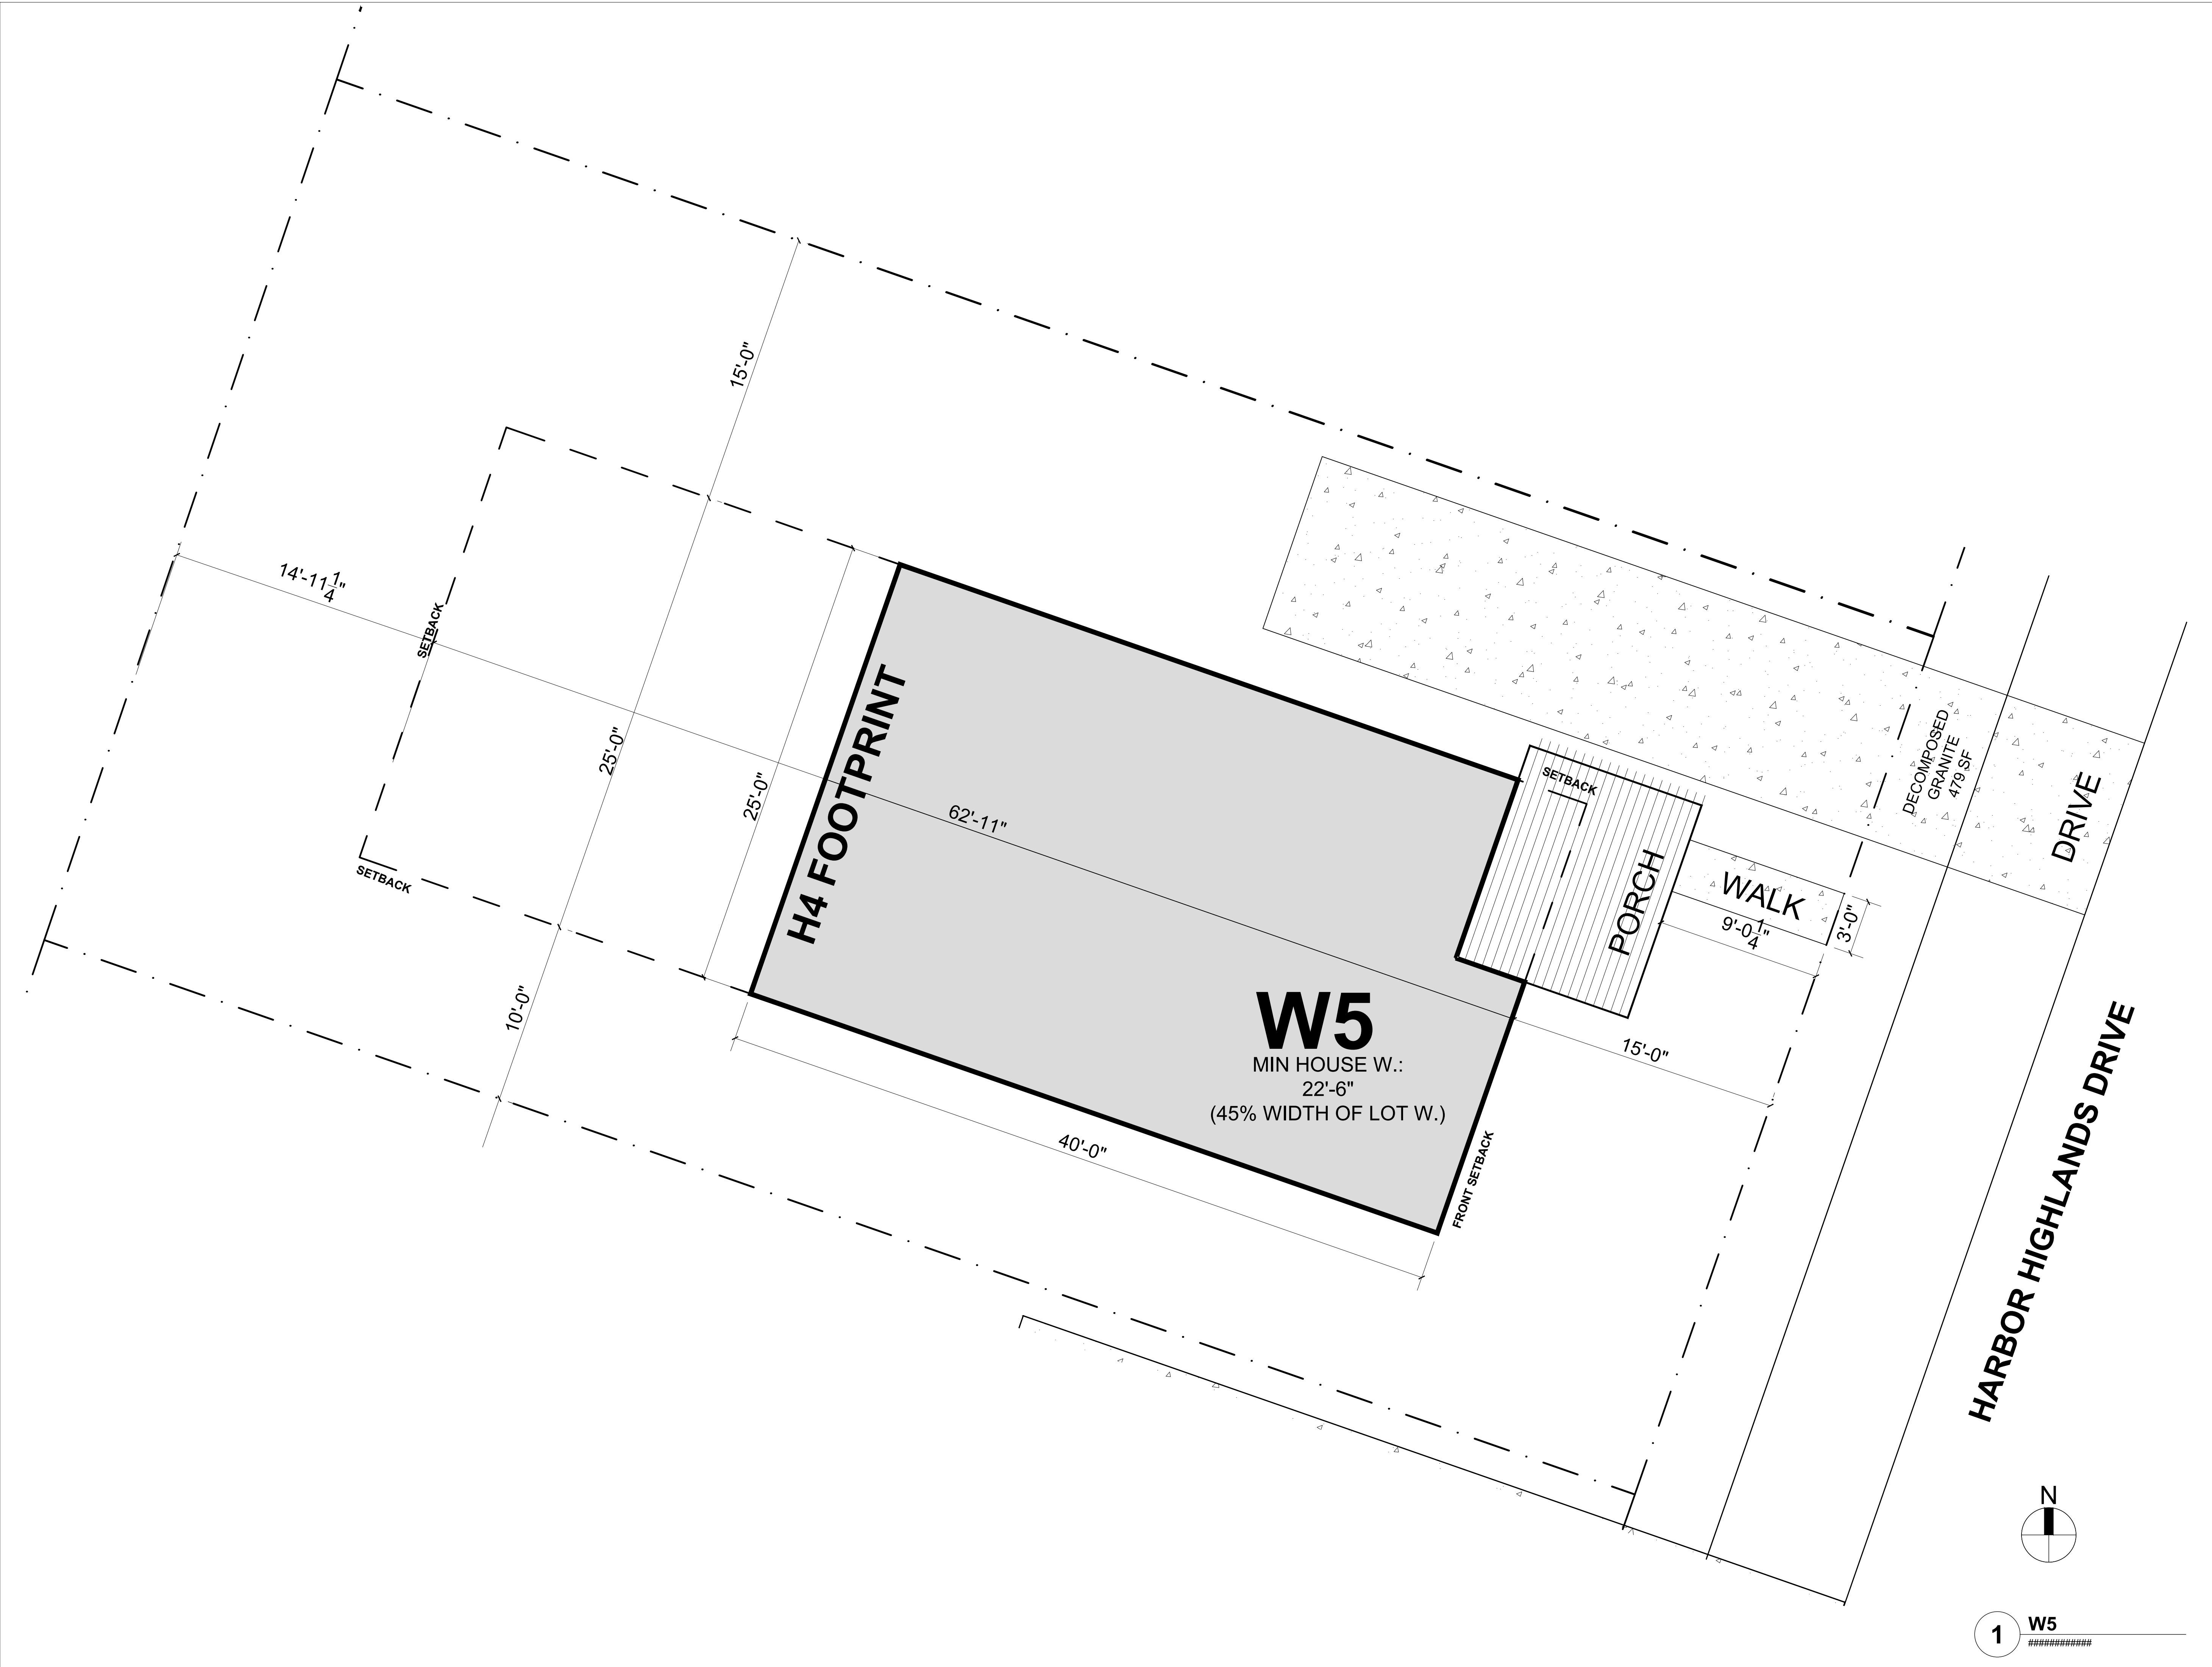 15'-0"
14'-11 1/4"
SETBACK
25'-0"
25'-0"
H4 FOOTPRINT
62'-11"
SETBACK
10'-0"
SETBACK
PORCH
WALK
9'-0 1/4"
3'-0"
DECOMPOSED
GRANITE
479 SF
DRIVE
W5
MIN HOUSE W.:
22'-6"
(45% WIDTH OF LOT W.)
15'-0"
40'-0"
FRONT SETBACK
HARBOR HIGHLANDS DRIVE
N
1
W5
############